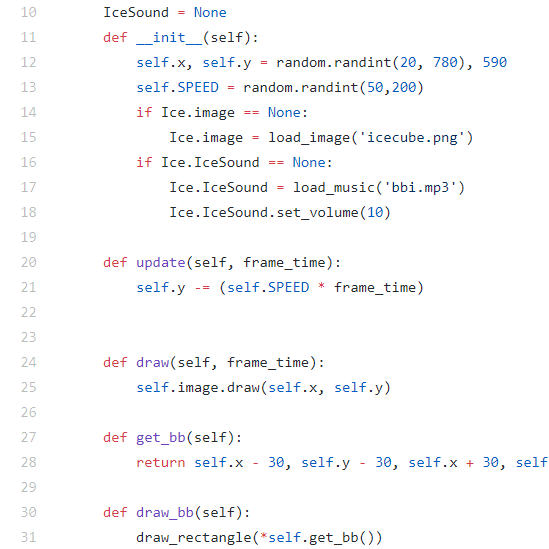 10 IceSound = None
11 def __init__(self):
12 self.x, self.y = random.randint(20, 780), 590
13 self.SPEED = random.randint(50,200)
14 if Ice.image == None:
15 Ice.image = load_image('icecube.png')
16 if Ice.IceSound == None:
17 Ice.IceSound = load_music('bbi.mp3')
18 Ice.IceSound.set_volume(10)
19
20 def update(self, frame_time):
21 self.y -= (self.SPEED * frame_time)
22
23
24 def draw(self, frame_time):
25 self.image.draw(self.x, self.y)
26
27 def get_bb(self):
28 return self.x - 30, self.y - 30, self.x + 30, self
29
30 def draw_bb(self):
31 draw_rectangle(*self.get_bb())